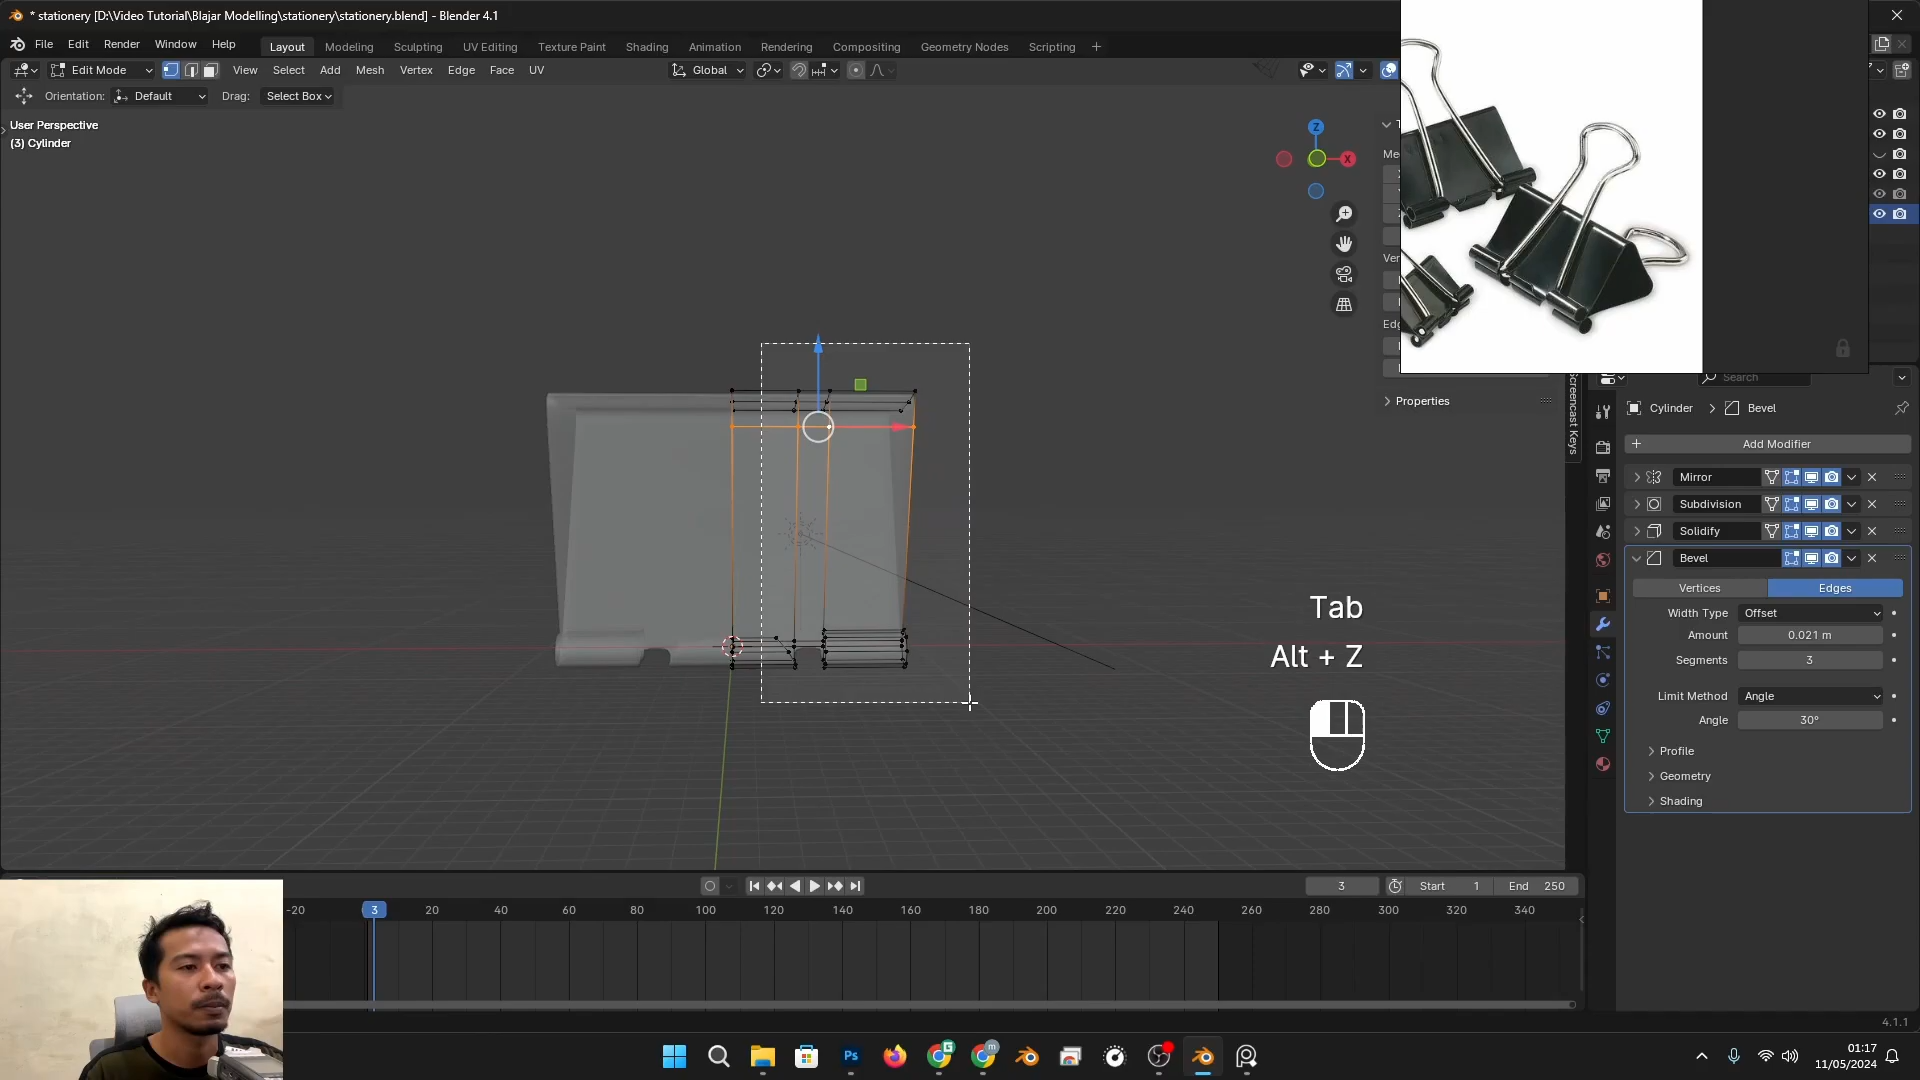 * stationery [D:\Video Tutorial\Blajar Modelling\stationery\stationery.blend] - Blender 4.1
File Edit Render Window Help
Layout Modeling Sculpting UV Editing Texture Paint Shading Animation Rendering Compositing Geometry Nodes Scripting +
Edit Mode View Select Add Mesh Vertex Edge Face UV Global
Orientation: Default Drag: Select Box
User Perspective
(3) Cylinder
Z
X
Me
Ver
Edg
Properties
Screencast Keys
Search
Cylinder > Bevel
Add Modifier
Mirror
Subdivision
Solidify
Bevel
Vertices Edges
Width Type Offset
Amount 0.021 m
Segments 3
Limit Method Angle
Angle 30°
Profile
Geometry
Shading
Tab
Alt + Z
3 Start 1 End 250
-20 3 20 40 60 80 100 120 140 160 180 200 220 240 260 280 300 320 340
4.1.1
Ps
01:17
11/05/2024